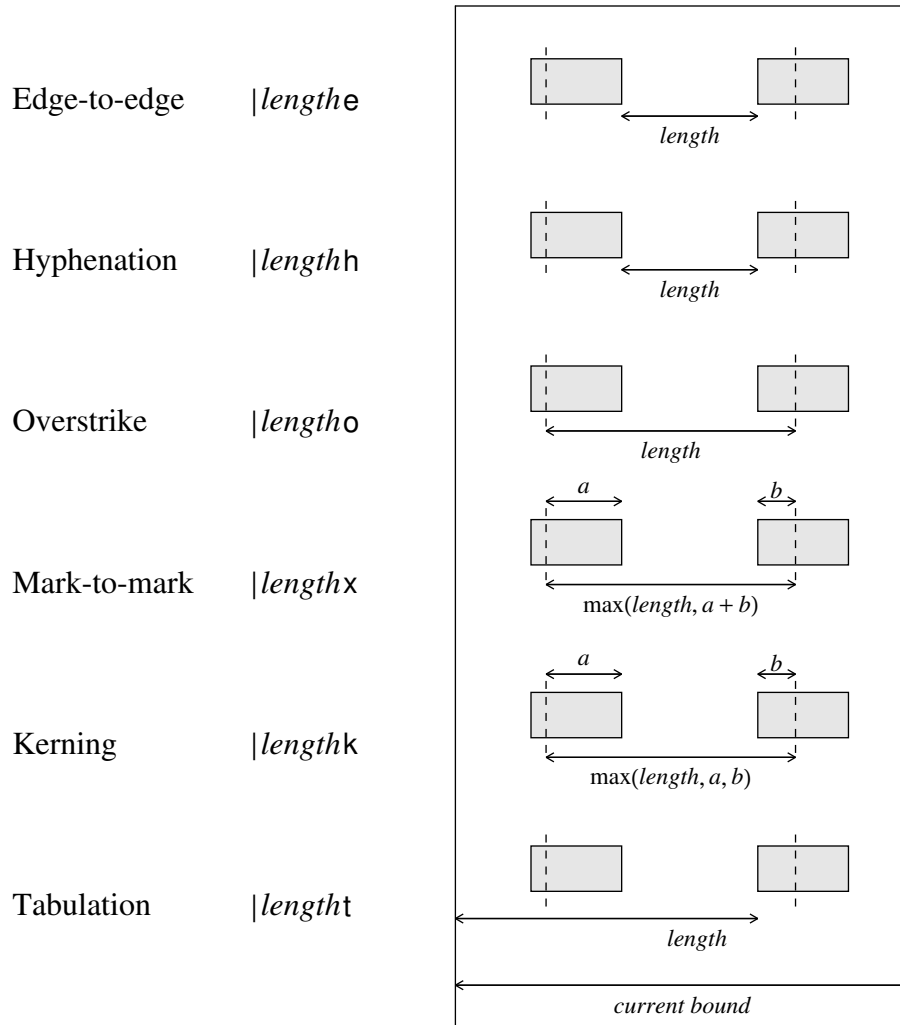 Edge-to-edge |lengthe
length
Hyphenation |lengthh
length
Overstrike |lengtho
length
a b
Mark-to-mark |lengthx
max(length, a + b)
a b
Kerning |lengthk
max(length, a, b)
Tabulation |lengtht
length
current bound